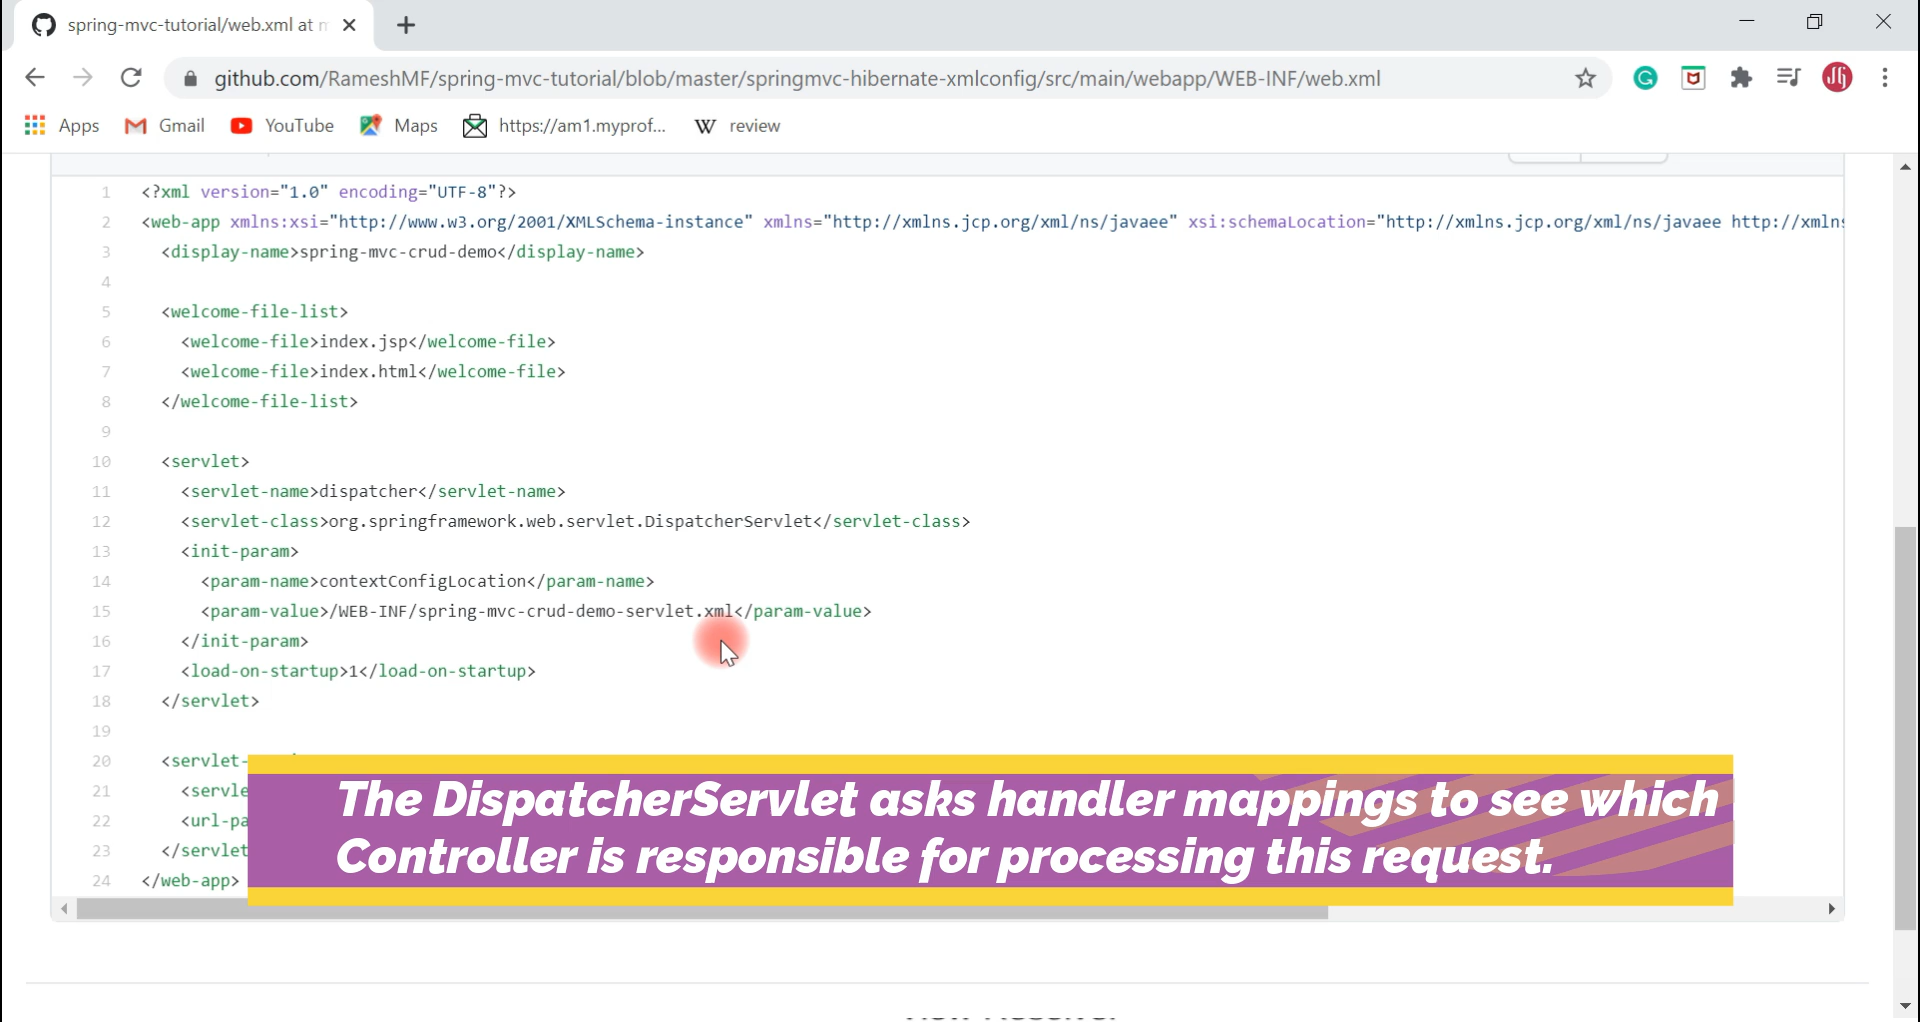 spring-mvc-tutorial/web.xml at
github.com/RameshMF/spring-mvc-tutorial/blob/master/springmvc-hibernate-xmlconfig/src/main/webapp/WEB-INF/web.xml
Apps Gmail YouTube Maps https://am1.myprof... W review
1 <?xml version="1.0" encoding="UTF-8"?>
2 <web-app xmlns:xsi="http://www.w3.org/2001/XMLSchema-instance" xmlns="http://xmlns.jcp.org/xml/ns/javaee" xsi:schemaLocation="http://xmlns.jcp.org/xml/ns/javaee http://xmlns
3 <display-name>spring-mvc-crud-demo</display-name>
4
5 <welcome-file-list>
6 <welcome-file>index.jsp</welcome-file>
7 <welcome-file>index.html</welcome-file>
8 </welcome-file-list>
9
10 <servlet>
11 <servlet-name>dispatcher</servlet-name>
12 <servlet-class>org.springframework.web.servlet.DispatcherServlet</servlet-class>
13 <init-param>
14 <param-name>contextConfigLocation</param-name>
15 <param-value>/WEB-INF/spring-mvc-crud-demo-servlet.xml</param-value>
16 </init-param>
17 <load-on-startup>1</load-on-startup>
18 </servlet>
19
20 <servlet-
21 <servle
22 <url-pa
23 </servlet
24 </web-app>
The DispatcherServlet asks handler mappings to see which
Controller is responsible for processing this request.